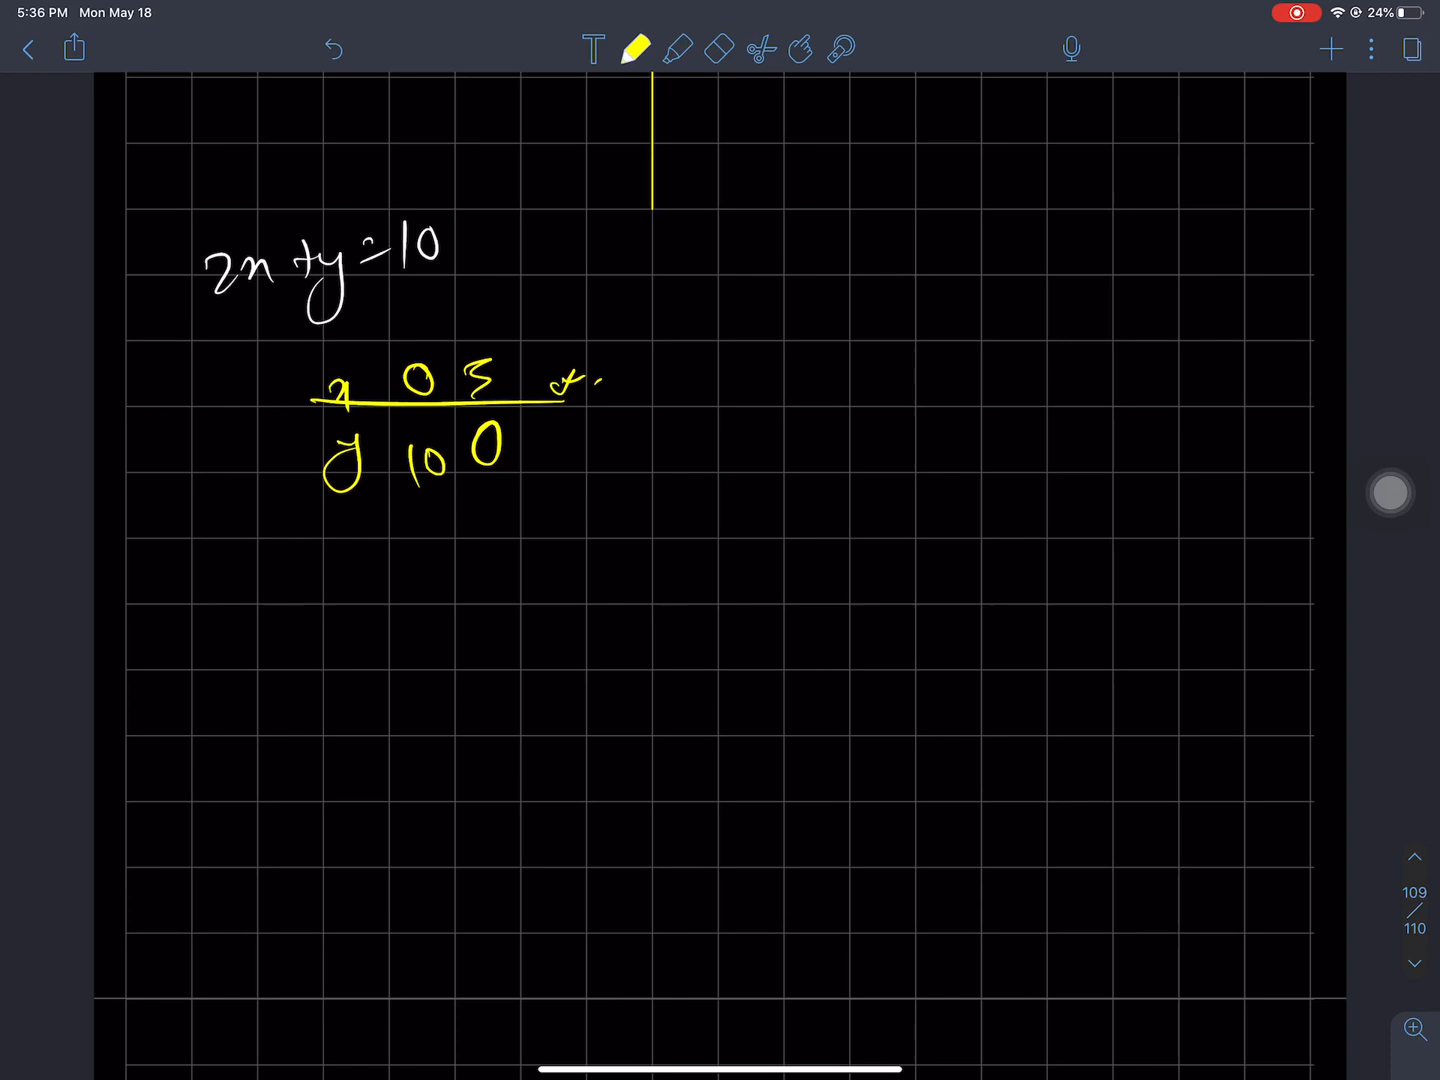 5:36 PM Mon May 18
24%
T
2x + y = 10
x 0 5
y 10 0
109
/
110